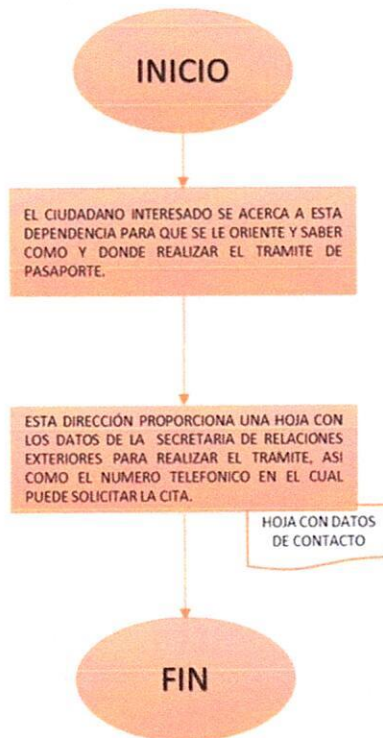 INICIO
EL CIUDADANO INTERESADO SE ACERCA A ESTA
DEPENDENCIA PARA QUE SE LE ORIENTE Y SABER
COMO Y DONDE REALIZAR EL TRAMITE DE
PASAPORTE.
ESTA DIRECCIÓN PROPORCIONA UNA HOJA CON
LOS DATOS DE LA SECRETARIA DE RELACIONES
EXTERIORES PARA REALIZAR EL TRAMITE, ASI
COMO EL NUMERO TELEFONICO EN EL CUAL
PUEDE SOLICITAR LA CITA.
HOJA CON DATOS
DE CONTACTO
FIN